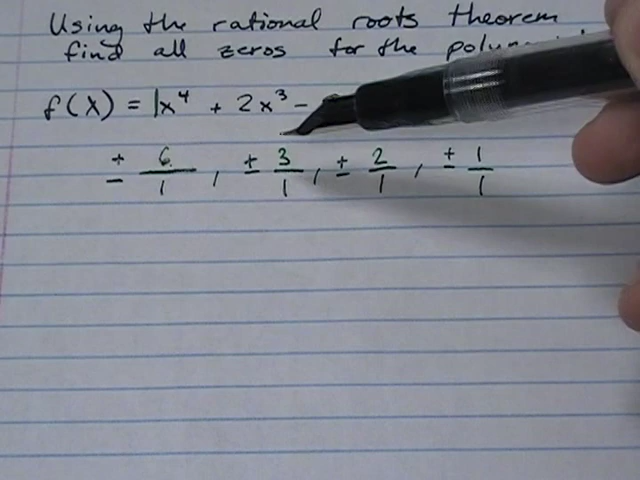 Using the rational roots theorem
find all zeros for the
f(x) = 1x⁴ + 2x³ -
± 6/1 , ± 3/1 , ± 2/1 , ± 1/1